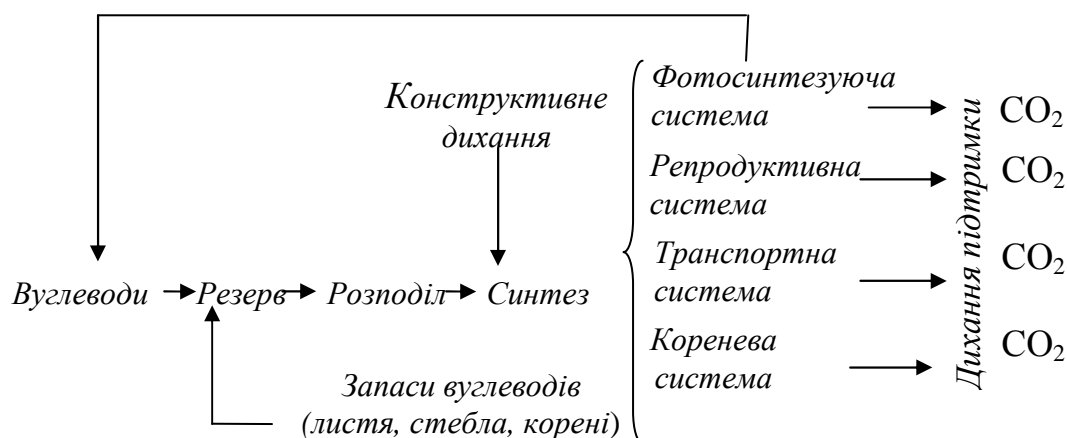 Фотосинтезуюча
система
CO₂
Конструктивне
дихання
Репродуктивна
система
CO₂
Вуглеводи
Резерв
Розподіл
Синтез
Транспортна
система
CO₂
Коренева
система
CO₂
Дихання підтримки
Запаси вуглеводів
(листя, стебла, корені)